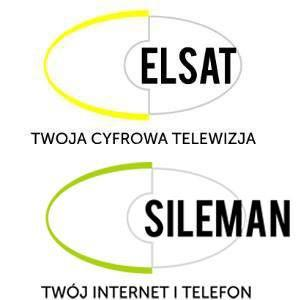 ELSAT
TWOJA CYFROWA TELEWIZJA
SILEMAN
TWÓJ INTERNET I TELEFON